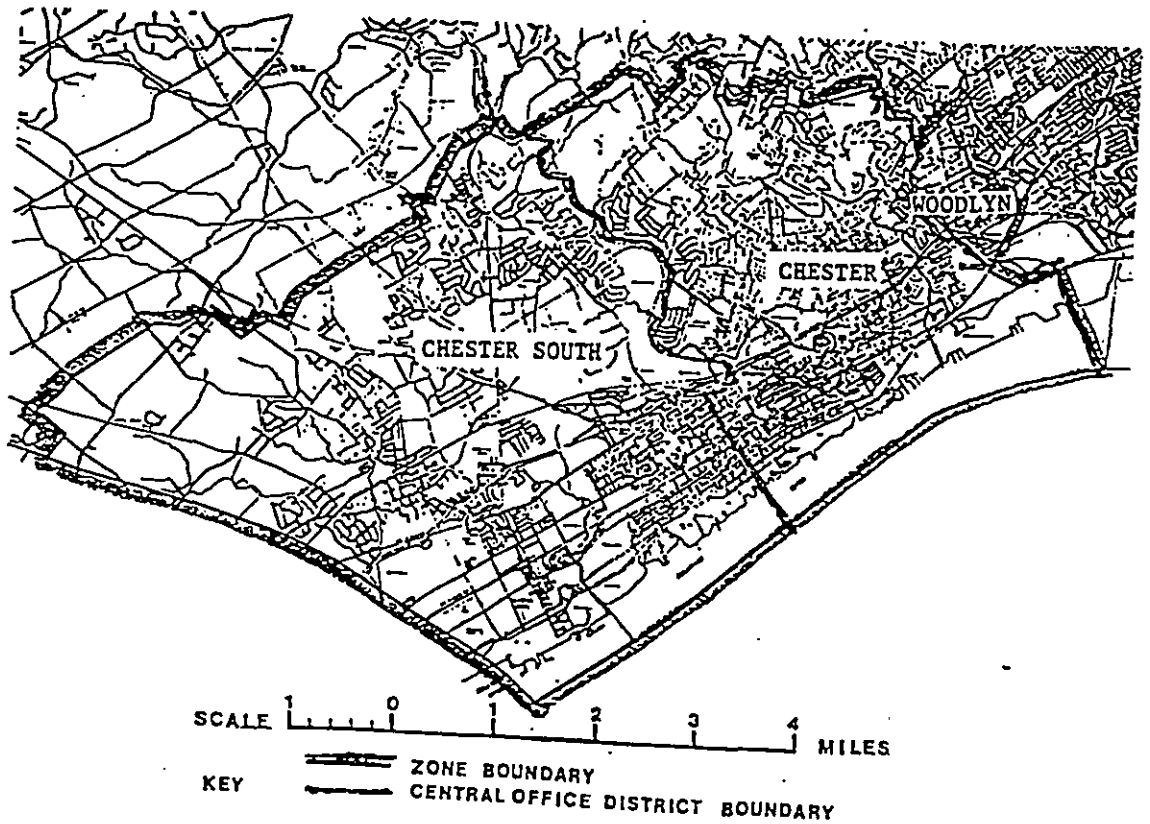 WOODLYN
CHESTER
CHESTER SOUTH
SCALE 1 0 1 2 3 4 MILES
ZONE BOUNDARY
KEY
CENTRAL OFFICE DISTRICT BOUNDARY